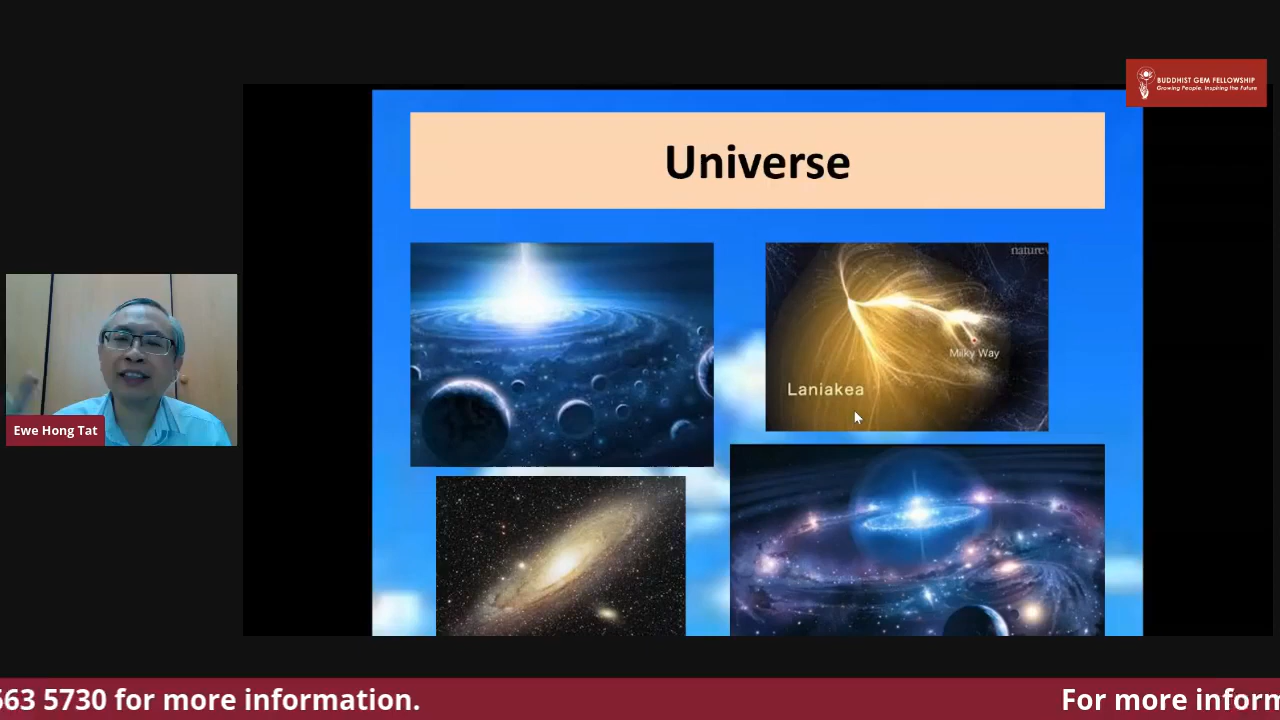 BUDDHIST GEM FELLOWSHIP
Growing People, Inspiring the Future
Universe
nature
Milky Way
Laniakea
Ewe Hong Tat
563 5730 for more information.
For more inform